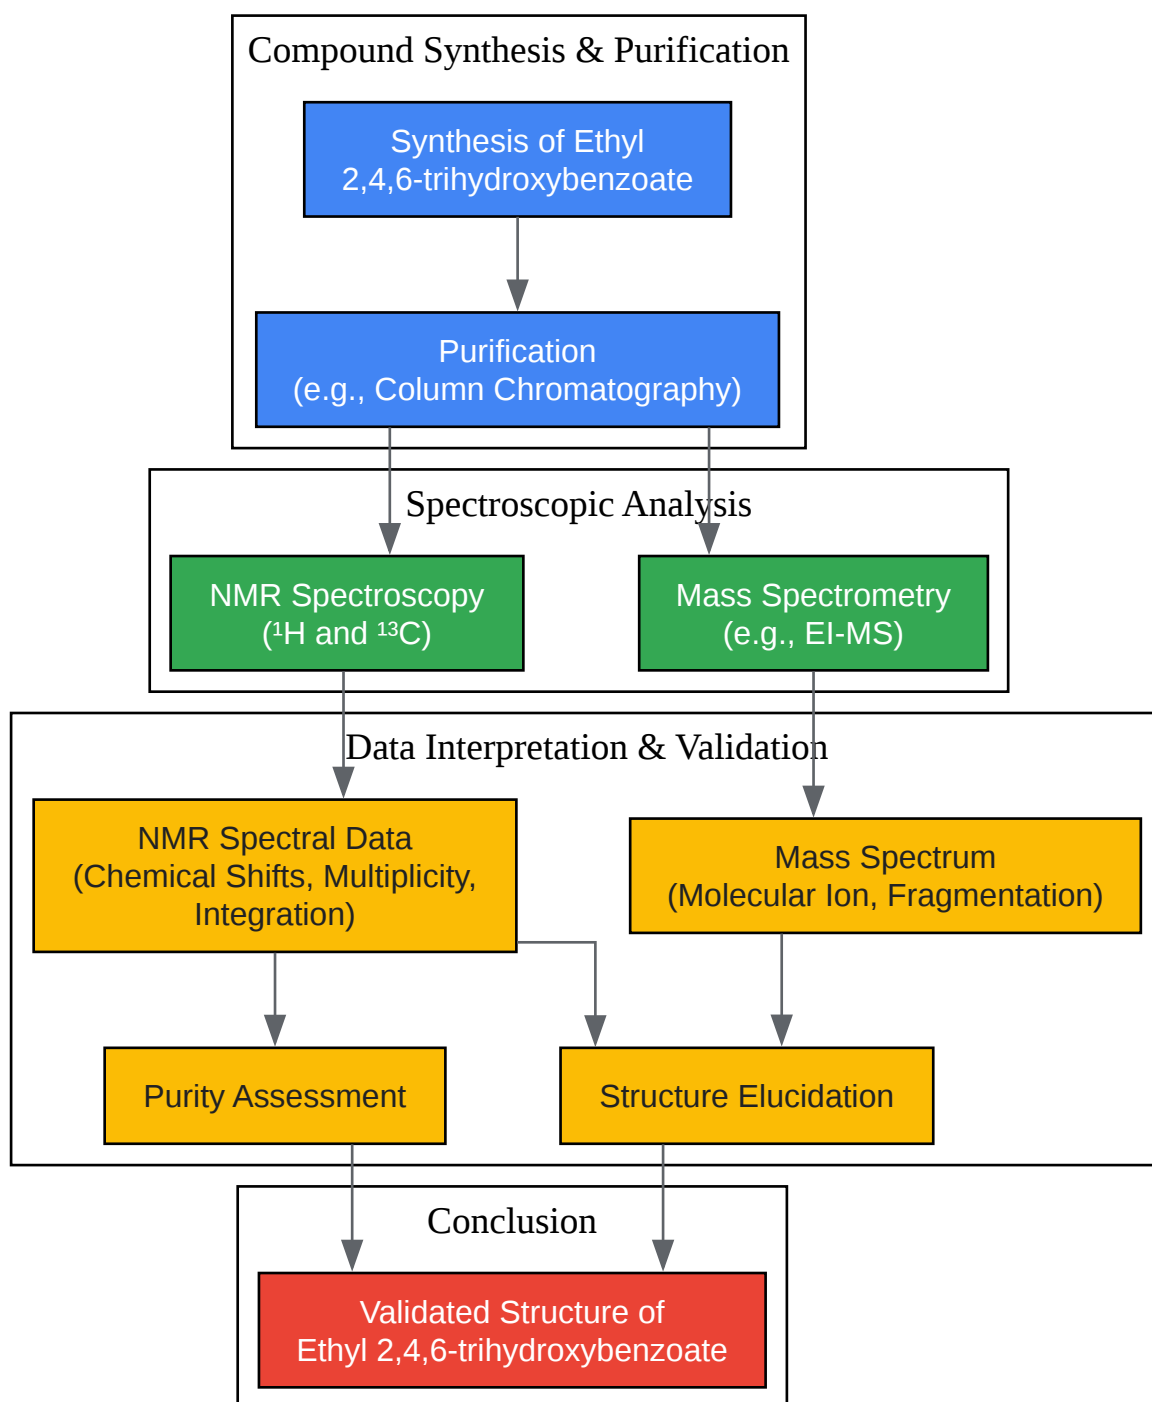 Compound Synthesis & Purification
Synthesis of Ethyl
2,4,6-trihydroxybenzoate
Purification
(e.g., Column Chromatography)
Spectroscopic Analysis
NMR Spectroscopy
(¹H and ¹³C)
Mass Spectrometry
(e.g., EI-MS)
Data Interpretation & Validation
NMR Spectral Data
(Chemical Shifts, Multiplicity,
Integration)
Mass Spectrum
(Molecular Ion, Fragmentation)
Purity Assessment
Structure Elucidation
Conclusion
Validated Structure of
Ethyl 2,4,6-trihydroxybenzoate